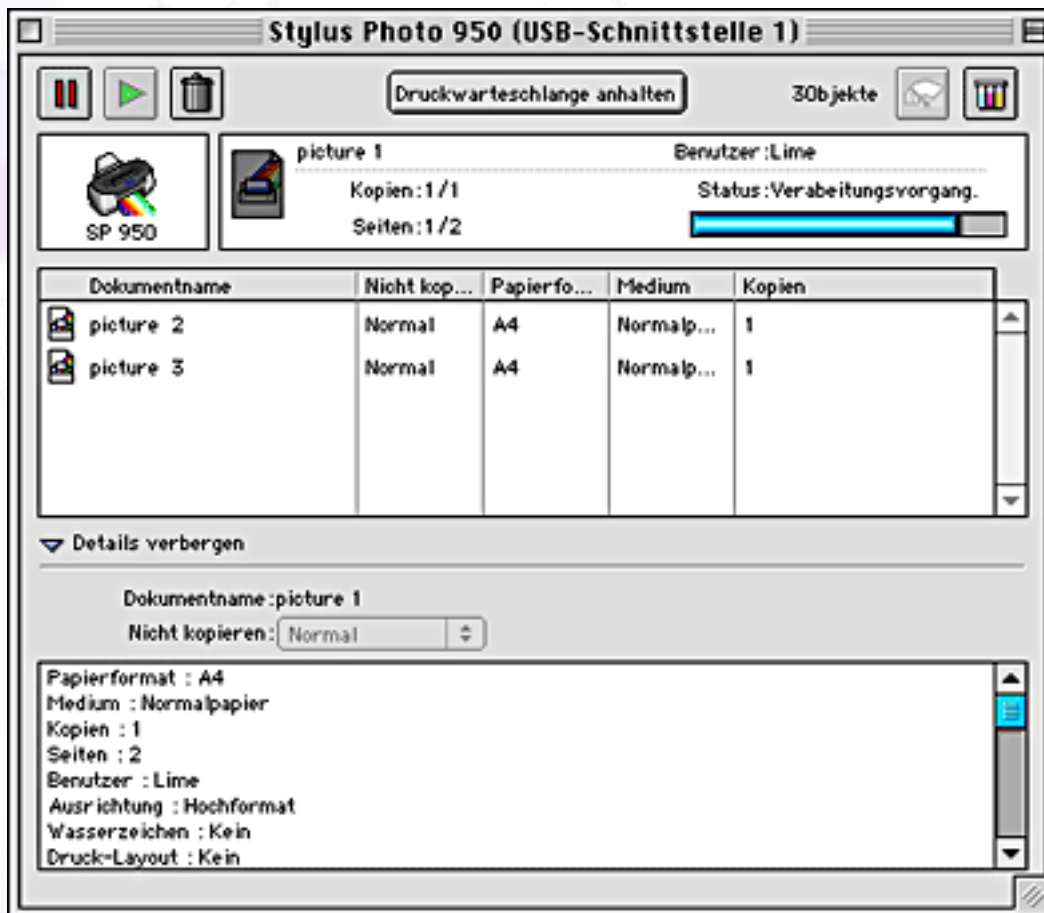 Stylus Photo 950 (USB-Schnittstelle 1)
Druckwarteschlange anhalten
3Objekte
SP 950
picture 1
Benutzer :Lime
Kopien :1/1
Status :Verabeitungsvorgang.
Seiten :1/2
Dokumentname Nicht kop... Papierfo... Medium Kopien
picture 2 Normal A4 Normalp... 1
picture 3 Normal A4 Normalp... 1
Details verbergen
Dokumentname :picture 1
Nicht kopieren : Normal
Papierformat : A4
Medium : Normalpapier
Kopien : 1
Seiten : 2
Benutzer : Lime
Ausrichtung : Hochformat
Wasserzeichen : Kein
Druck-Layout : Kein